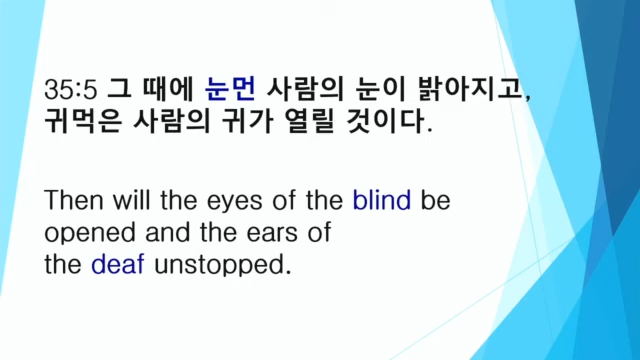 35:5 그 때에 눈먼 사람의 눈이 밝아지고,
귀먹은 사람의 귀가 열릴 것이다.
Then will the eyes of the blind be
opened and the ears of
the deaf unstopped.